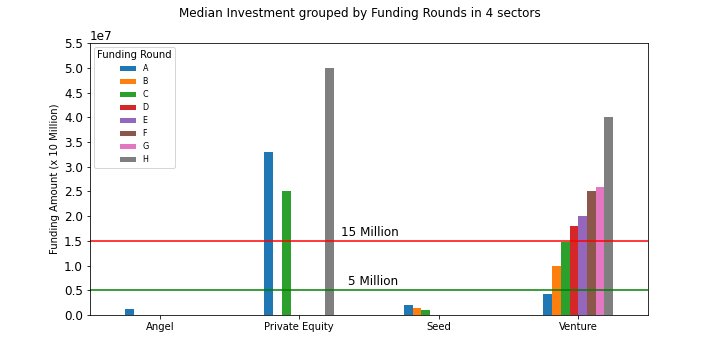 Median Investment grouped by Funding Rounds in 4 sectors
1e7
5.5
5.0
4.5
4.0
3.5
3.0
2.5
2.0
1.5
1.0
0.5
0.0
Funding Amount (x 10 Million)
Funding Round
A
B
C
D
E
F
G
H
15 Million
5 Million
Angel
Private Equity
Seed
Venture